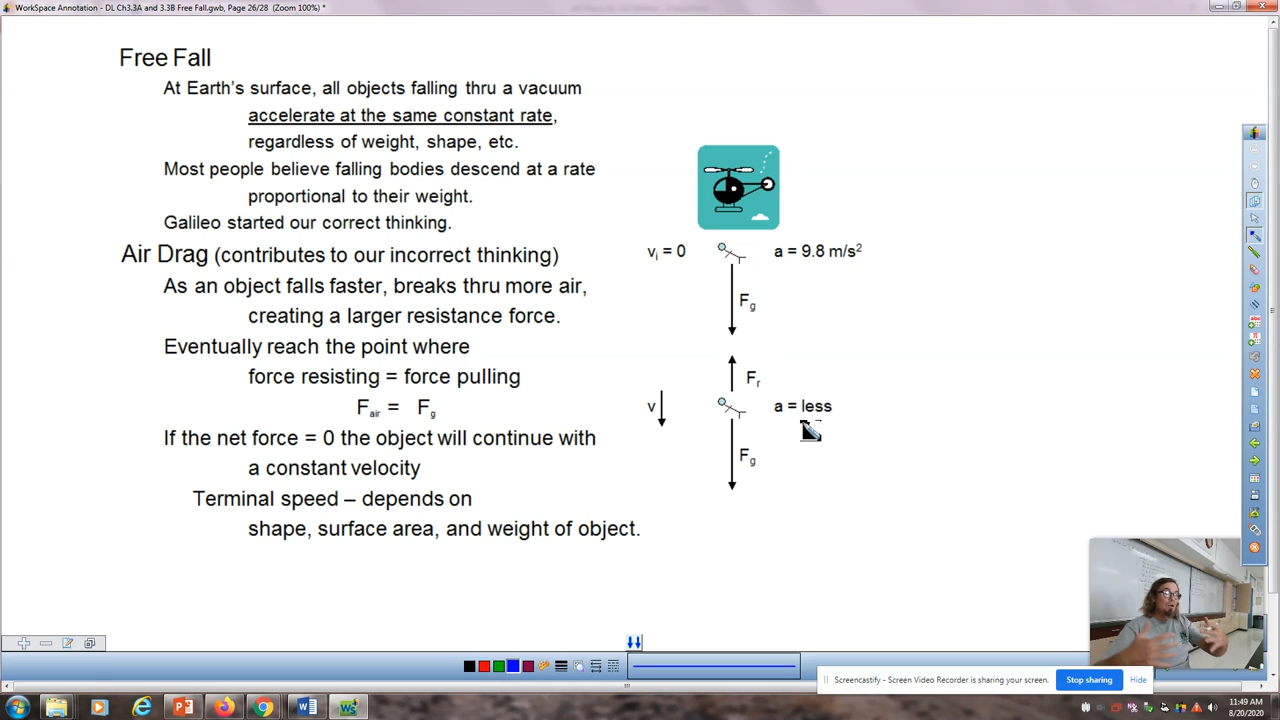 WorkSpace Annotation - DL Ch3.3A and 3.3B Free Fall.gwb, Page 26/28 (Zoom 100%) *
Free Fall
At Earth's surface, all objects falling thru a vacuum
accelerate at the same constant rate,
regardless of weight, shape, etc.
Most people believe falling bodies descend at a rate
proportional to their weight.
Galileo started our correct thinking.
Air Drag (contributes to our incorrect thinking)
As an object falls faster, breaks thru more air,
creating a larger resistance force.
Eventually reach the point where
force resisting = force pulling
Fair = Fg
If the net force = 0 the object will continue with
a constant velocity
Terminal speed – depends on
shape, surface area, and weight of object.
vi = 0
a = 9.8 m/s²
Fg
Fr
v
a = less
Fg
Screencastify - Screen Video Recorder is sharing your screen.
Stop sharing
Hide
11:49 AM
8/20/2020